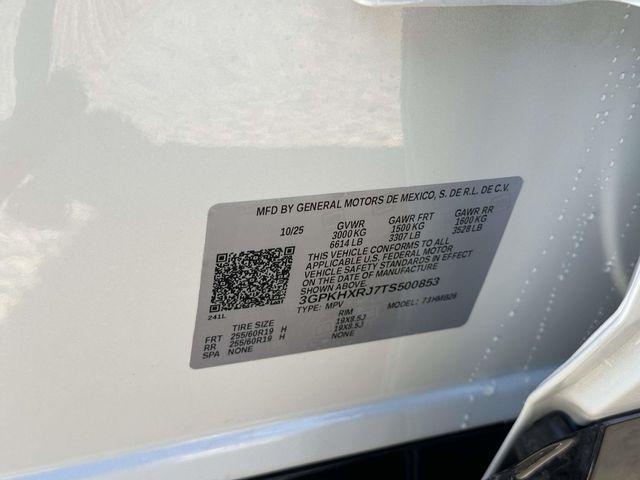 MFD BY GENERAL MOTORS DE MEXICO, S. DE R.L. DE C.V.
10/25 GVWR GAWR FRT GAWR RR
3000 KG 1500 KG 1600 KG
6614 LB 3307 LB 3528 LB
THIS VEHICLE CONFORMS TO ALL
APPLICABLE U.S. FEDERAL MOTOR
VEHICLE SAFETY STANDARDS IN EFFECT
ON THE DATE OF MANUFACTURE
3GPKHXRJ7TS500853
TYPE: MPV MODEL: 73HMB26
241L
TIRE SIZE RIM
FRT 255/60R19 H 19X8.5J
RR 255/60R19 H 19X8.5J
SPA NONE NONE